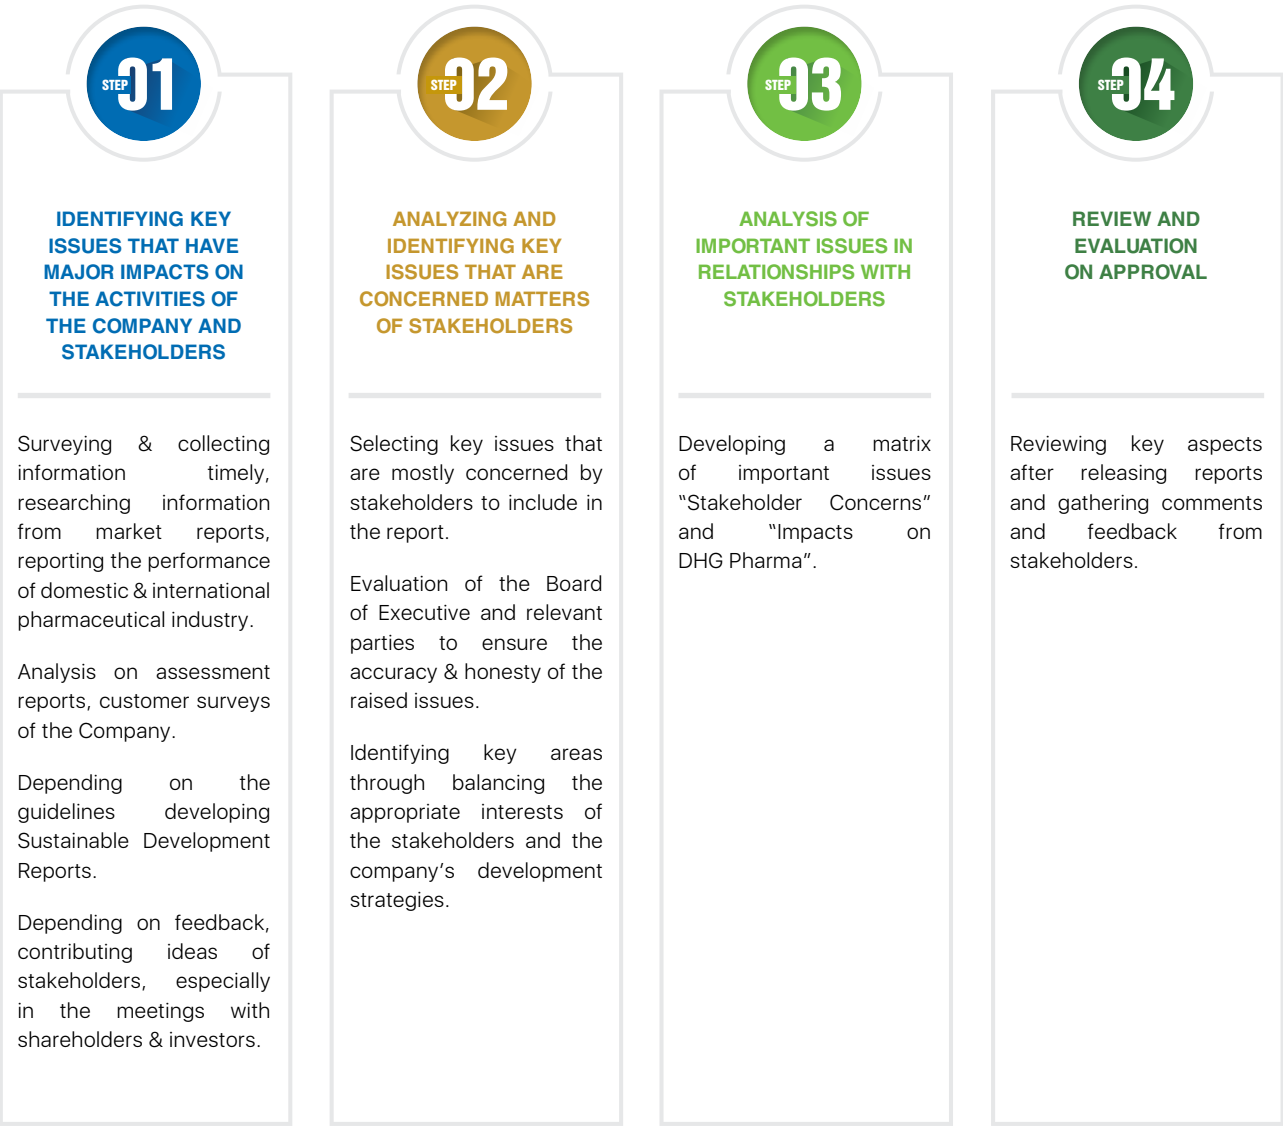 STEP 01
IDENTIFYING KEY
ISSUES THAT HAVE
MAJOR IMPACTS ON
THE ACTIVITIES OF
THE COMPANY AND
STAKEHOLDERS
Surveying & collecting
information timely,
researching information
from market reports,
reporting the performance
of domestic & international
pharmaceutical industry.
Analysis on assessment
reports, customer surveys
of the Company.
Depending on the
guidelines developing
Sustainable Development
Reports.
Depending on feedback,
contributing ideas of
stakeholders, especially
in the meetings with
shareholders & investors.
STEP 02
ANALYZING AND
IDENTIFYING KEY
ISSUES THAT ARE
CONCERNED MATTERS
OF STAKEHOLDERS
Selecting key issues that
are mostly concerned by
stakeholders to include in
the report.
Evaluation of the Board
of Executive and relevant
parties to ensure the
accuracy & honesty of the
raised issues.
Identifying key areas
through balancing the
appropriate interests of
the stakeholders and the
company's development
strategies.
STEP 03
ANALYSIS OF
IMPORTANT ISSUES IN
RELATIONSHIPS WITH
STAKEHOLDERS
Developing a matrix
of important issues
“Stakeholder Concerns”
and “Impacts on
DHG Pharma”.
STEP 04
REVIEW AND
EVALUATION
ON APPROVAL
Reviewing key aspects
after releasing reports
and gathering comments
and feedback from
stakeholders.